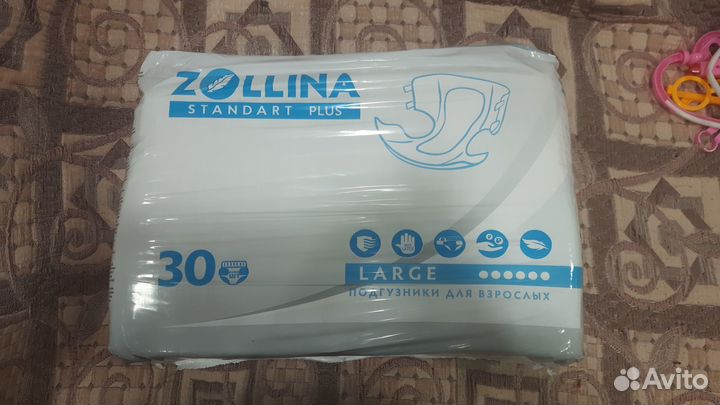 ZOLLINA
STANDART PLUS
30
LARGE
ПОДГУЗНИКИ ДЛЯ ВЗРОСЛЫХ
Avito